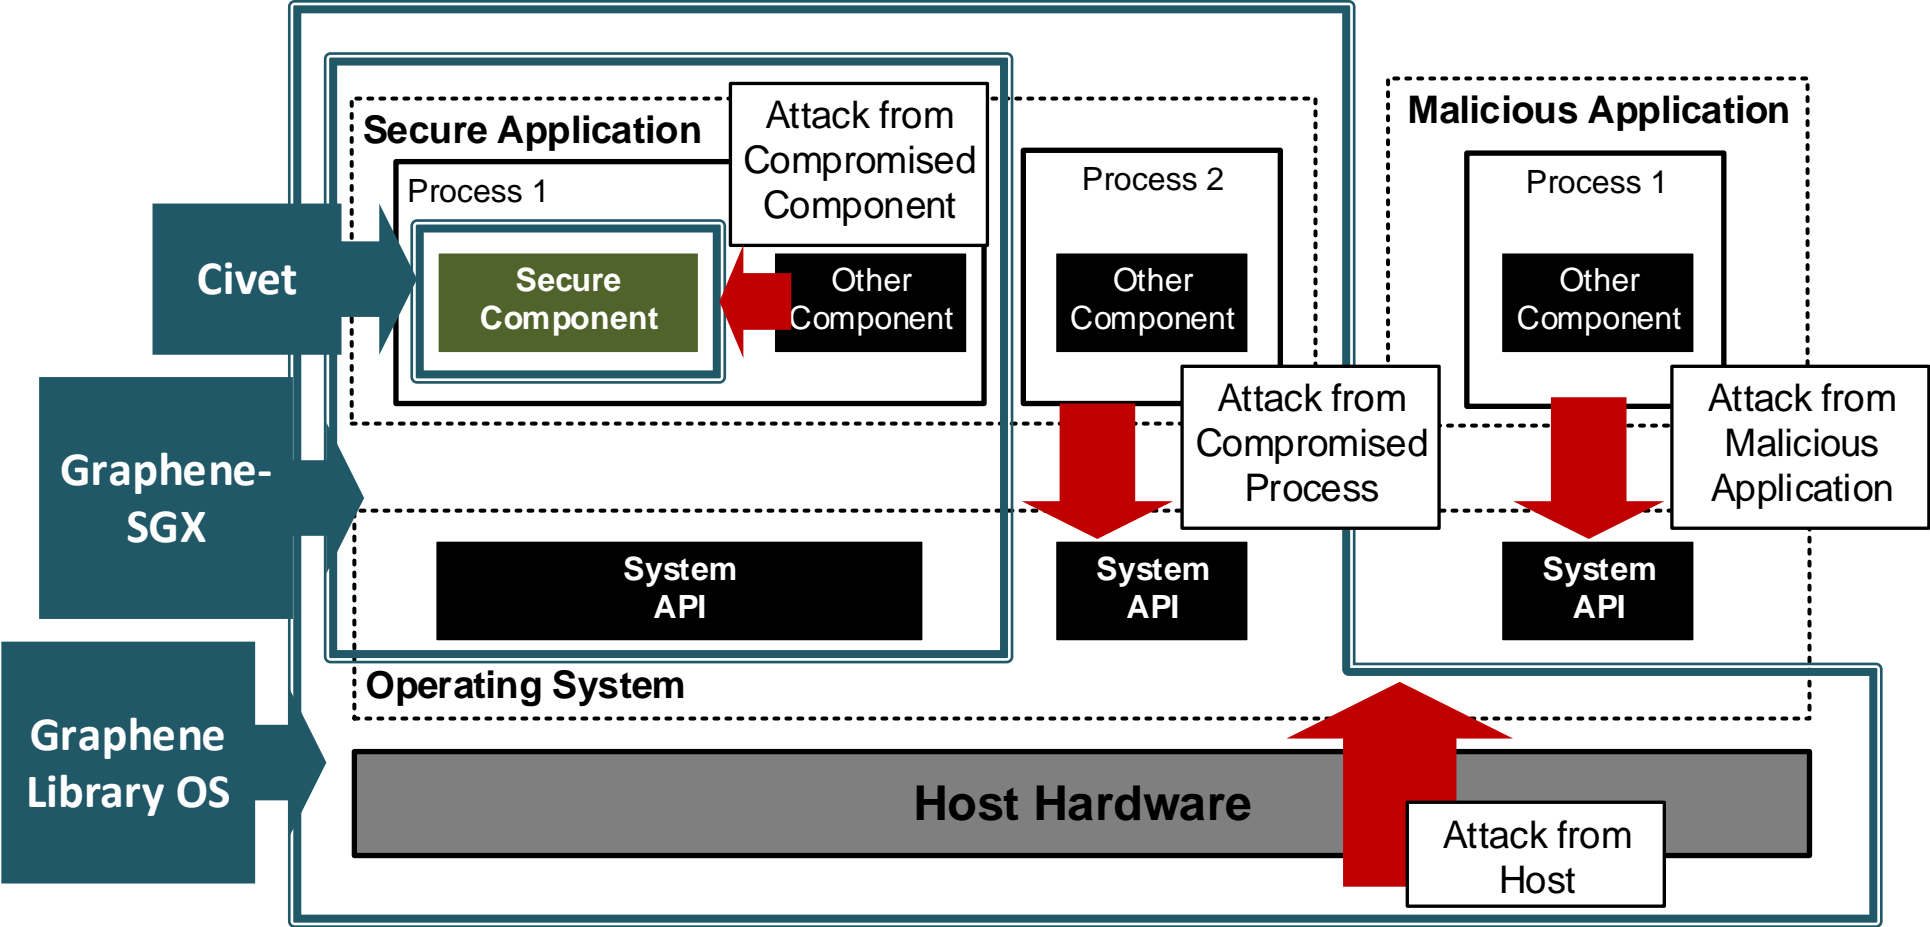 Secure Application
Process 1
Attack from
Compromised
Component
Process 2
Malicious Application
Process 1
Civet
Secure
Component
Other
Component
Other
Component
Other
Component
Graphene-
SGX
Attack from
Compromised
Process
Attack from
Malicious
Application
System
API
System
API
System
API
Operating System
Graphene
Library OS
Host Hardware
Attack from
Host